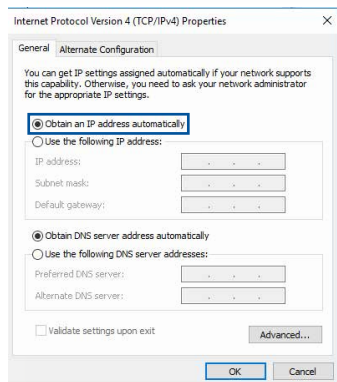 Internet Protocol Version 4 (TCP/IPv4) Properties
General Alternate Configuration
You can get IP settings assigned automatically if your network supports
this capability. Otherwise, you need to ask your network administrator
for the appropriate IP settings.
Obtain an IP address automatically
Use the following IP address:
IP address:
Subnet mask:
Default gateway:
Obtain DNS server address automatically
Use the following DNS server addresses:
Preferred DNS server:
Alternate DNS server:
Validate settings upon exit
Advanced...
OK Cancel